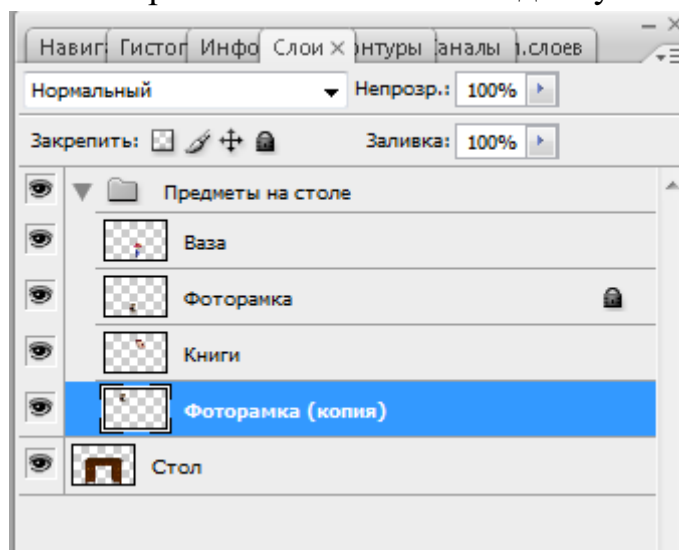 Навиг Гистог Инфо Слои × онтуры аналы л.слоев
Нормальный Непрозр.: 100%
Закрепить: Заливка: 100%
Предметы на столе
Ваза
Фоторамка
Книги
Фоторамка (копия)
Стол